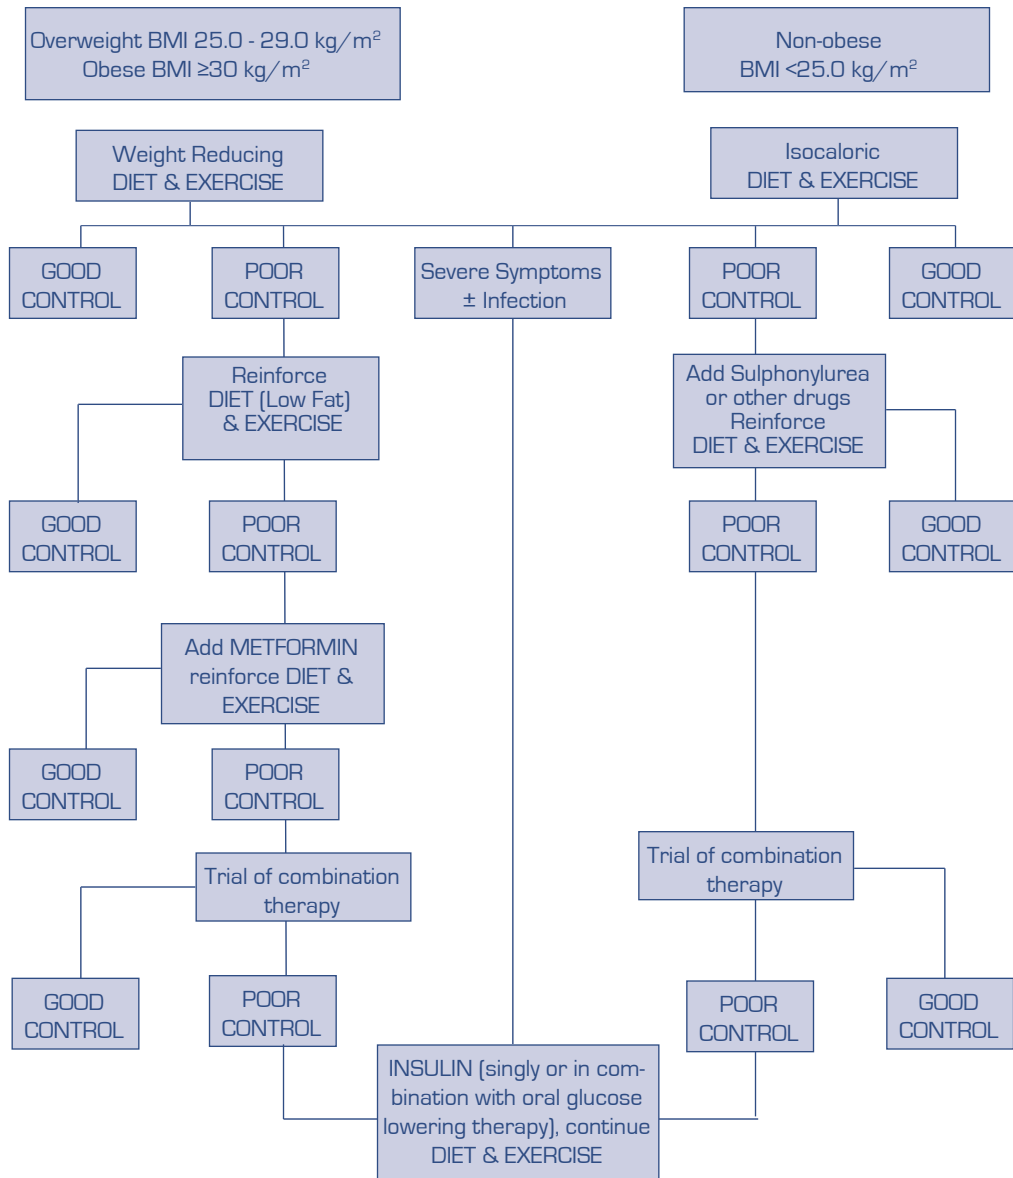 Overweight BMI 25.0 - 29.0 kg/m²
Obese BMI ≥30 kg/m²
Non-obese
BMI <25.0 kg/m²
Weight Reducing
DIET & EXERCISE
Isocaloric
DIET & EXERCISE
GOOD
CONTROL
POOR
CONTROL
Severe Symptoms
± Infection
POOR
CONTROL
GOOD
CONTROL
Reinforce
DIET (Low Fat)
& EXERCISE
Add Sulphonylurea
or other drugs
Reinforce
DIET & EXERCISE
GOOD
CONTROL
POOR
CONTROL
POOR
CONTROL
GOOD
CONTROL
Add METFORMIN
reinforce DIET &
EXERCISE
GOOD
CONTROL
POOR
CONTROL
Trial of combination
therapy
Trial of combination
therapy
GOOD
CONTROL
POOR
CONTROL
POOR
CONTROL
GOOD
CONTROL
INSULIN (singly or in com-
bination with oral glucose
lowering therapy), continue
DIET & EXERCISE